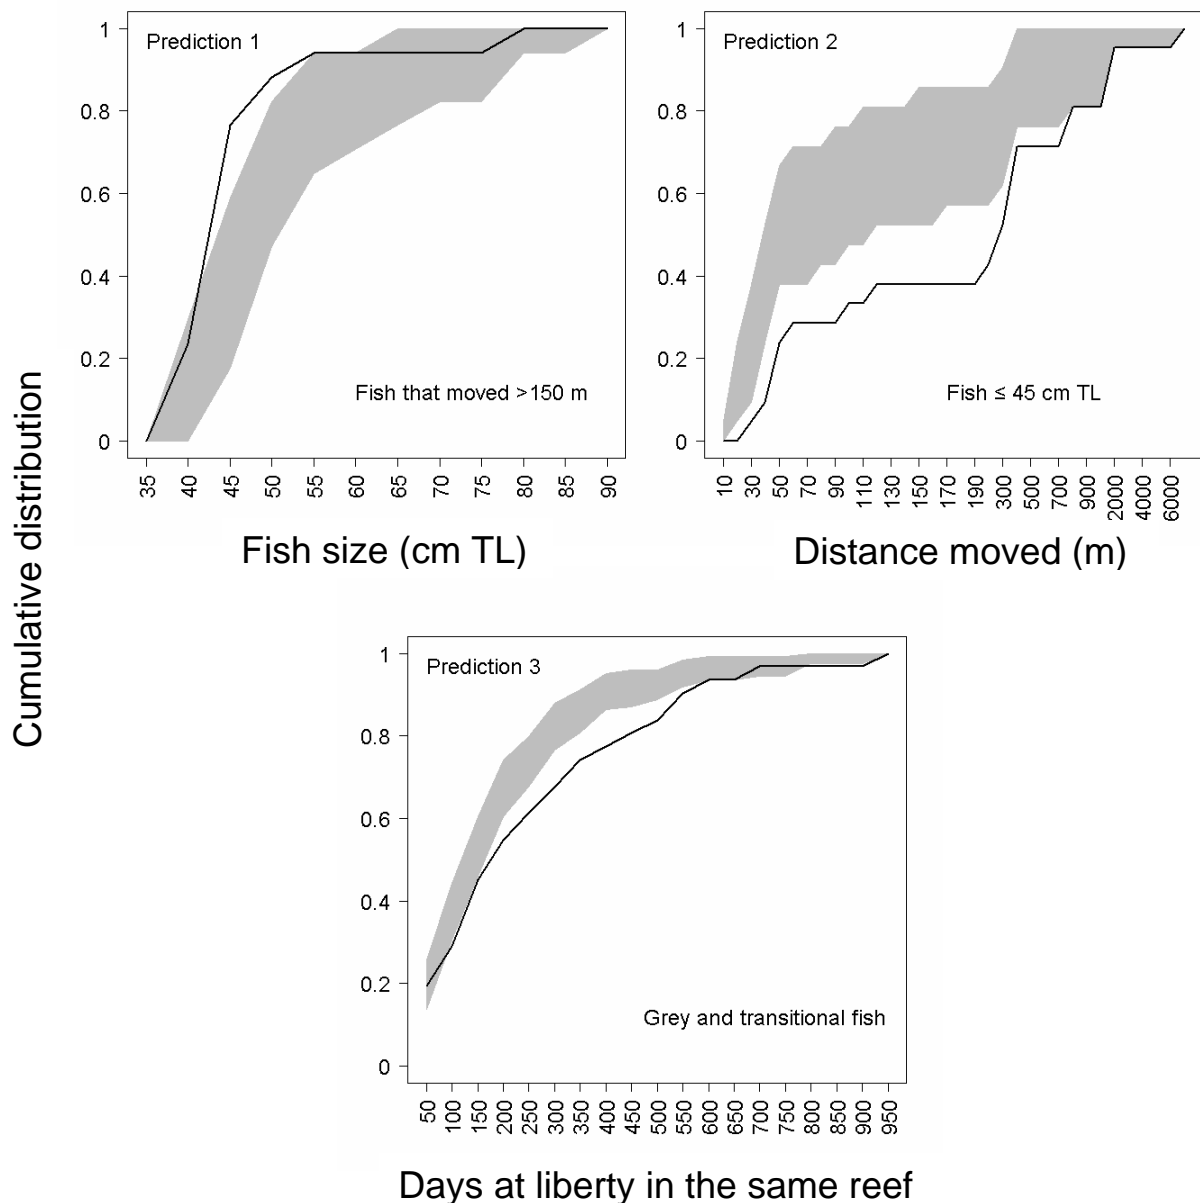 Cumulative distribution
Prediction 1
1
0.8
0.6
0.4
0.2
0
Fish that moved >150 m
35 40 45 50 55 60 65 70 75 80 85 90
Fish size (cm TL)
Prediction 2
1
0.8
0.6
0.4
0.2
0
Fish ≤ 45 cm TL
10 30 50 70 90 110 130 150 170 190 300 500 700 900 2000 4000 6000
Distance moved (m)
Prediction 3
1
0.8
0.6
0.4
0.2
0
Grey and transitional fish
50 100 150 200 250 300 350 400 450 500 550 600 650 700 750 800 850 900 950
Days at liberty in the same reef